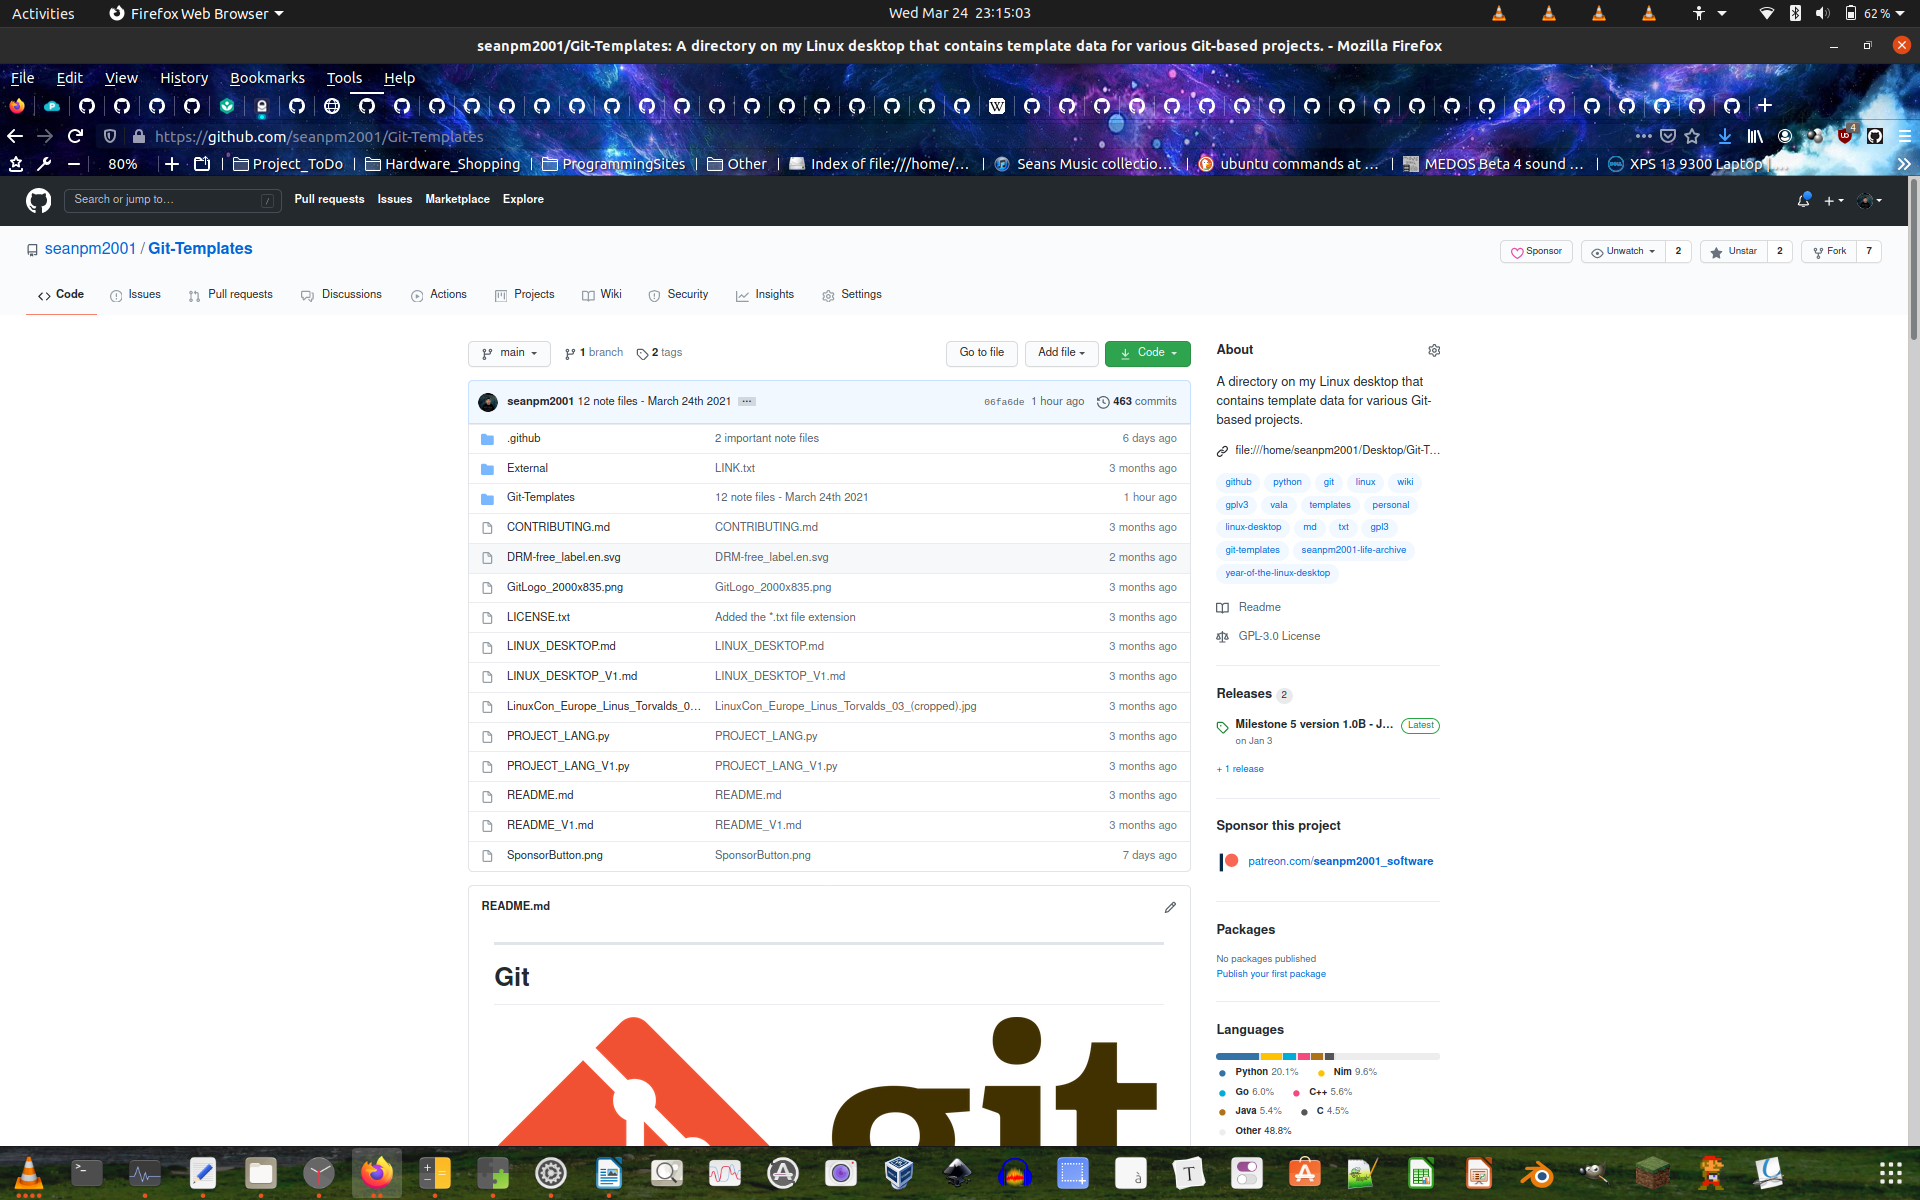 Activities
Firefox Web Browser
Wed Mar 24 23:15:03
62 %
seanpm2001/Git-Templates: A directory on my Linux desktop that contains template data for various Git-based projects. - Mozilla Firefox
File Edit View History Bookmarks Tools Help
https://github.com/seanpm2001/Git-Templates
80%
Project_ToDo
Hardware_Shopping
ProgrammingSites
Other
Index of file:///home/...
Seans Music collectio...
ubuntu commands at ...
MEDOS Beta 4 sound ...
XPS 13 9300 Laptop
Search or jump to...
/
Pull requests Issues Marketplace Explore
seanpm2001 / Git-Templates
Sponsor
Unwatch 2
Unstar 2
Fork 7
Code Issues Pull requests Discussions Actions Projects Wiki Security Insights Settings
main
1 branch
2 tags
Go to file
Add file
Code
seanpm2001 12 note files - March 24th 2021 ...
06fa6de 1 hour ago 463 commits
.github 2 important note files 6 days ago
External LINK.txt 3 months ago
Git-Templates 12 note files - March 24th 2021 1 hour ago
CONTRIBUTING.md CONTRIBUTING.md 3 months ago
DRM-free_label.en.svg DRM-free_label.en.svg 2 months ago
GitLogo_2000x835.png GitLogo_2000x835.png 3 months ago
LICENSE.txt Added the *.txt file extension 3 months ago
LINUX_DESKTOP.md LINUX_DESKTOP.md 3 months ago
LINUX_DESKTOP_V1.md LINUX_DESKTOP_V1.md 3 months ago
LinuxCon_Europe_Linus_Torvalds_0... LinuxCon_Europe_Linus_Torvalds_03_(cropped).jpg 3 months ago
PROJECT_LANG.py PROJECT_LANG.py 3 months ago
PROJECT_LANG_V1.py PROJECT_LANG_V1.py 3 months ago
README.md README.md 3 months ago
README_V1.md README_V1.md 3 months ago
SponsorButton.png SponsorButton.png 7 days ago
README.md
Git
git
About
A directory on my Linux desktop that
contains template data for various Git-
based projects.
file:///home/seanpm2001/Desktop/Git-T...
github python git linux wiki
gplv3 vala templates personal
linux-desktop md txt gpl3
git-templates seanpm2001-life-archive
year-of-the-linux-desktop
Readme
GPL-3.0 License
Releases 2
Milestone 5 version 1.0B - J... Latest
on Jan 3
+ 1 release
Sponsor this project
patreon.com/seanpm2001_software
Packages
No packages published
Publish your first package
Languages
Python 20.1% Nim 9.6%
Go 6.0% C++ 5.6%
Java 5.4% C 4.5%
Other 48.8%